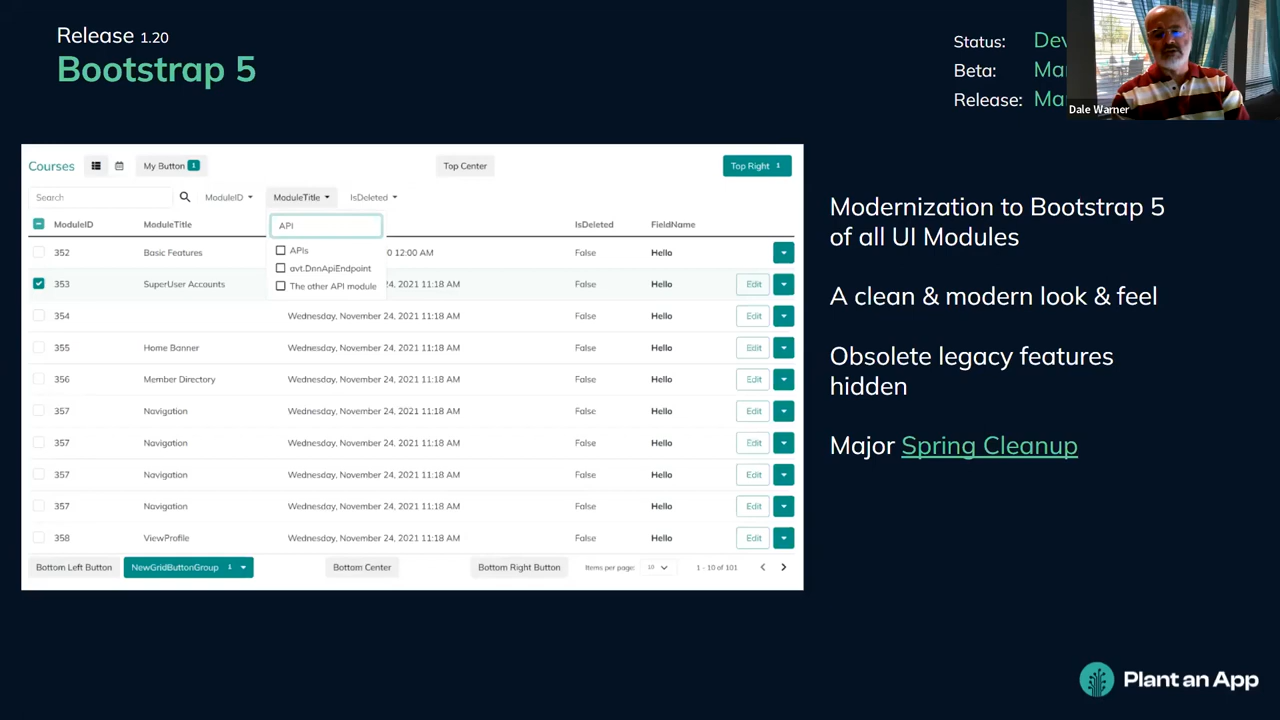 Release 1.20
Bootstrap 5
Status:
Beta:
Release:
Dale Warner
Courses
My Button 1
Top Center
Top Right 1
Search
ModuleID
ModuleTitle
IsDeleted
ModuleID ModuleTitle IsDeleted FieldName
API
APIs
avt.DnnApiEndpoint
The other API module
352 Basic Features 0 12:00 AM False Hello
353 SuperUser Accounts 24, 2021 11:18 AM False Hello Edit
354 Wednesday, November 24, 2021 11:18 AM False Hello Edit
355 Home Banner Wednesday, November 24, 2021 11:18 AM False Hello Edit
356 Member Directory Wednesday, November 24, 2021 11:18 AM False Hello Edit
357 Navigation Wednesday, November 24, 2021 11:18 AM False Hello Edit
357 Navigation Wednesday, November 24, 2021 11:18 AM False Hello Edit
357 Navigation Wednesday, November 24, 2021 11:18 AM False Hello Edit
357 Navigation Wednesday, November 24, 2021 11:18 AM False Hello Edit
358 ViewProfile Wednesday, November 24, 2021 11:18 AM False Hello Edit
Bottom Left Button NewGridButtonGroup 1 Bottom Center Bottom Right Button Items per page: 10 1 - 10 of 101
Modernization to Bootstrap 5
of all UI Modules
A clean & modern look & feel
Obsolete legacy features
hidden
Major Spring Cleanup
Plant an App